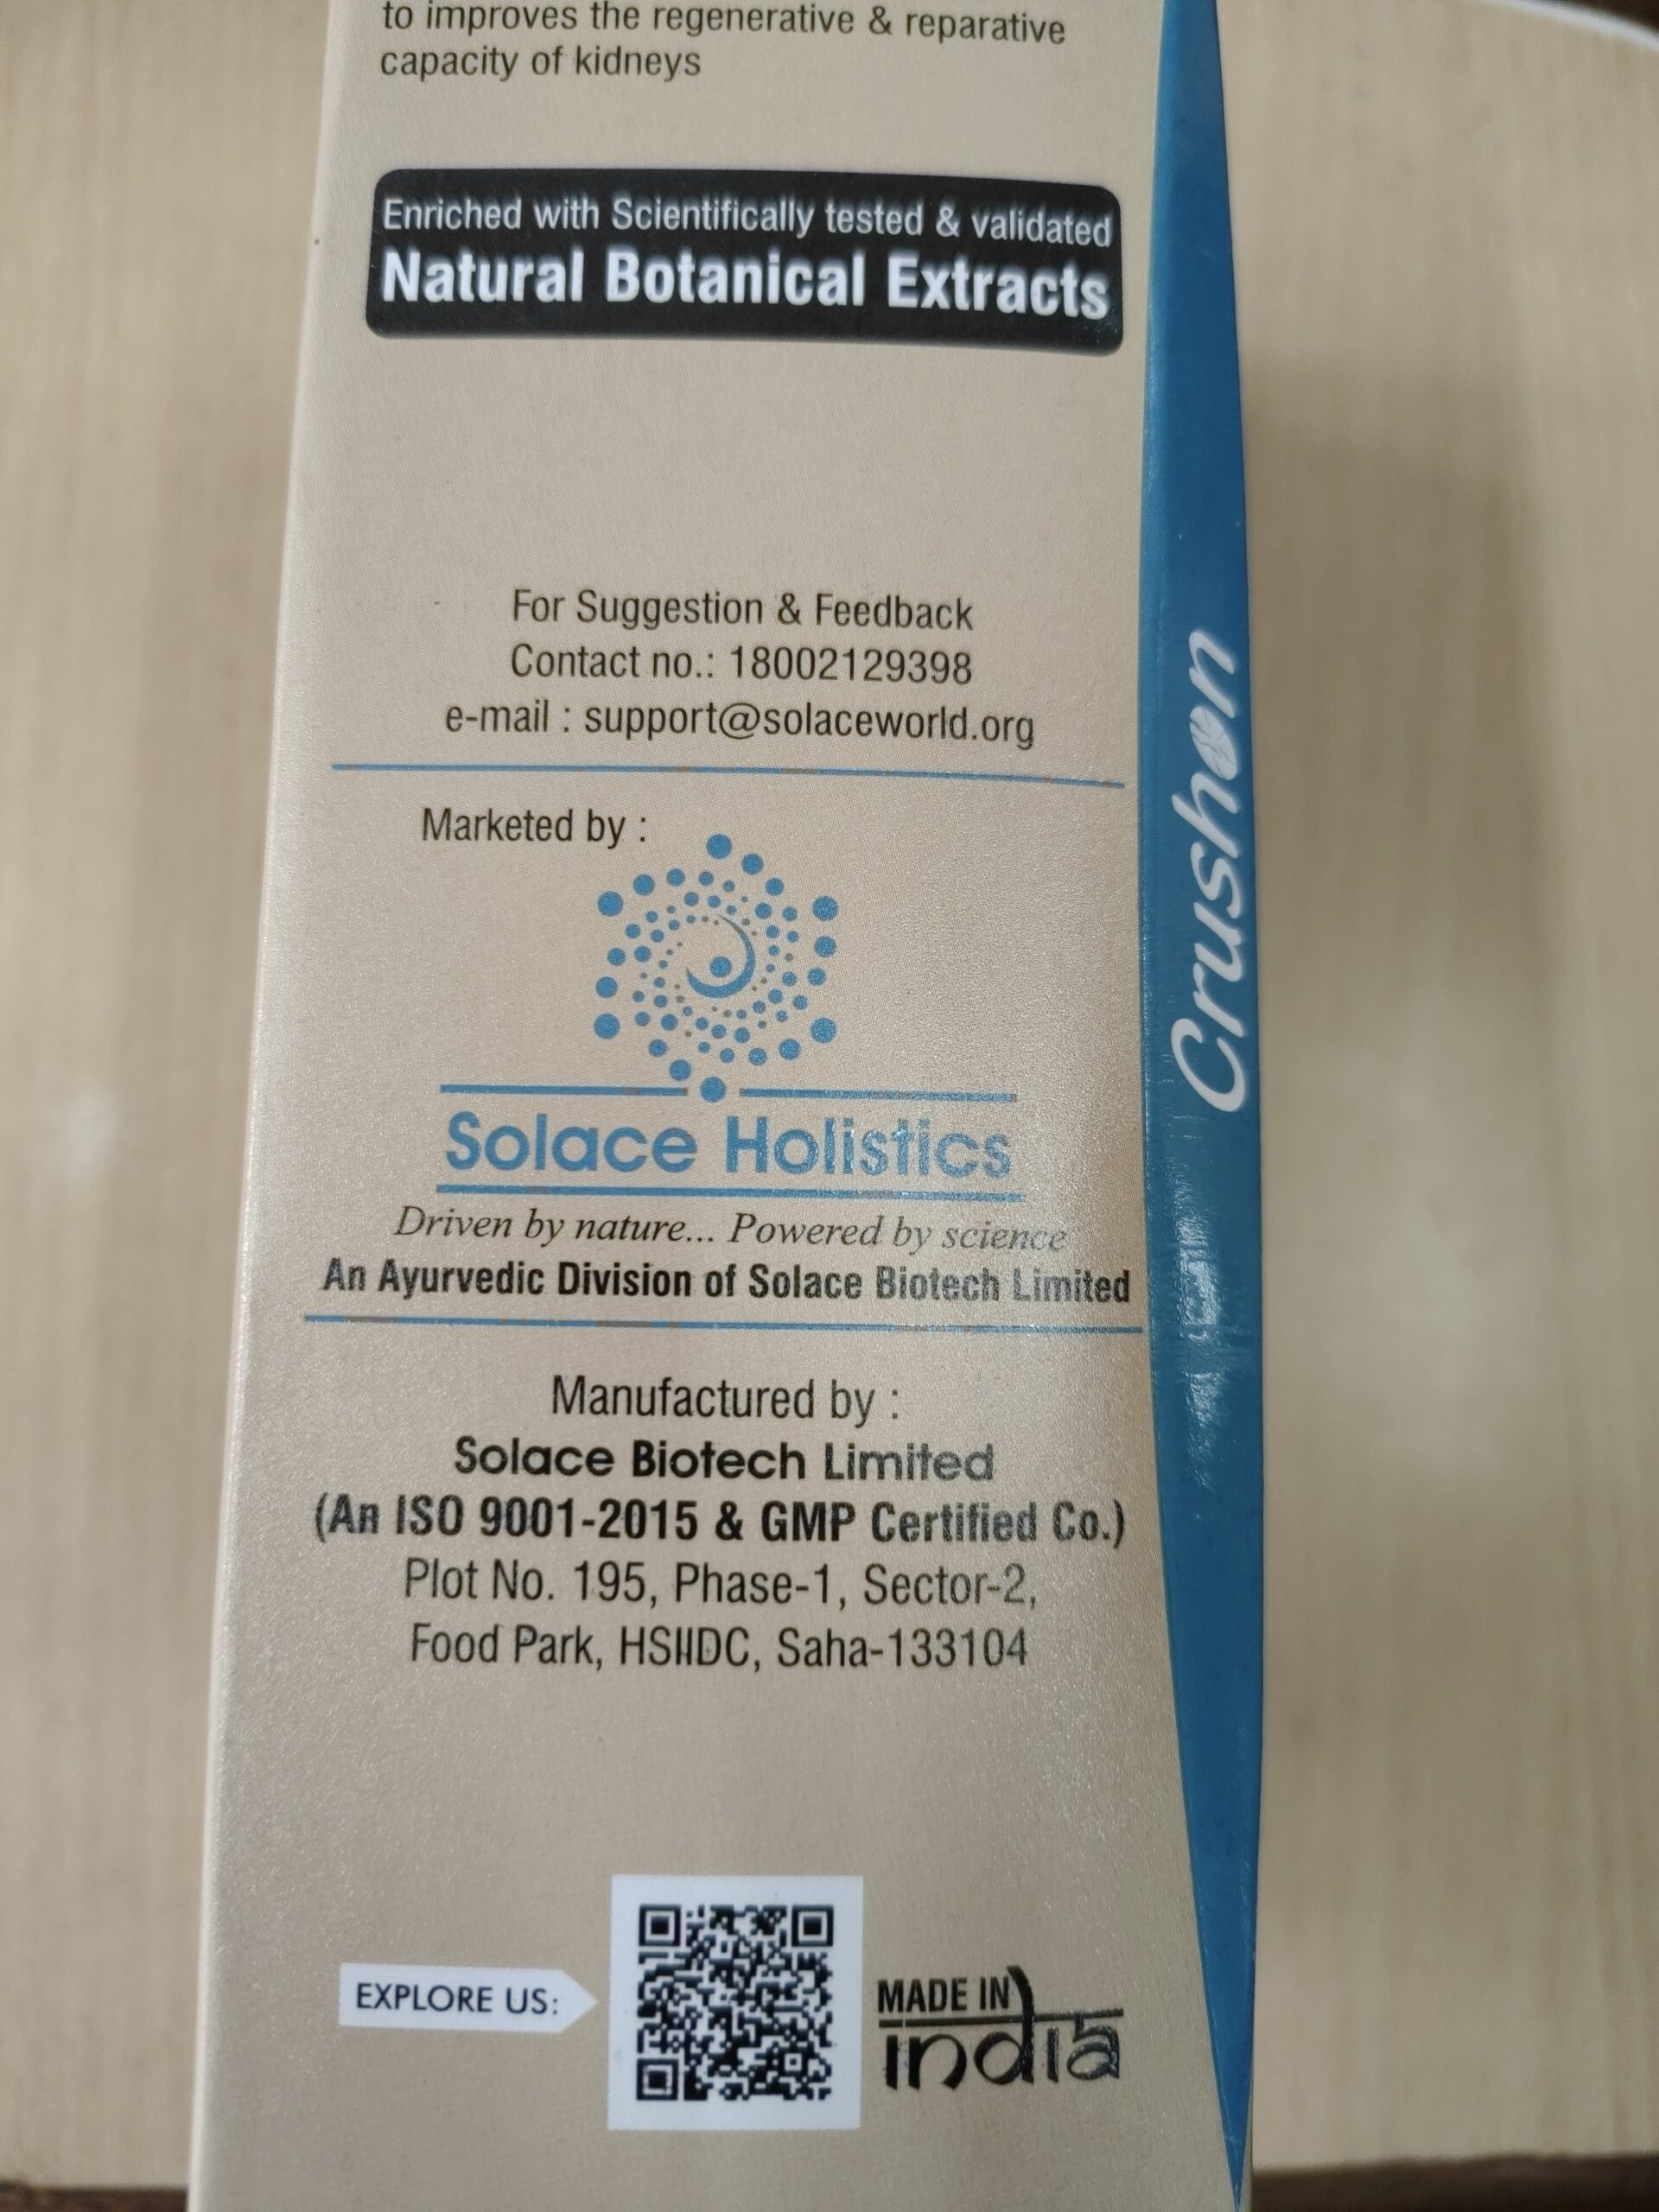 to improves the regenerative & reparative
capacity of kidneys
Enriched with Scientifically tested & validated
Natural Botanical Extracts
For Suggestion & Feedback
Contact no.: 18002129398
e-mail : support@solaceworld.org
Marketed by :
Solace Holistics
Driven by nature... Powered by science
An Ayurvedic Division of Solace Biotech Limited
Manufactured by :
Solace Biotech Limited
(An ISO 9001-2015 & GMP Certified Co.)
Plot No. 195, Phase-1, Sector-2,
Food Park, HSIIDC, Saha-133104
EXPLORE US:
MADE IN
india
Crushon